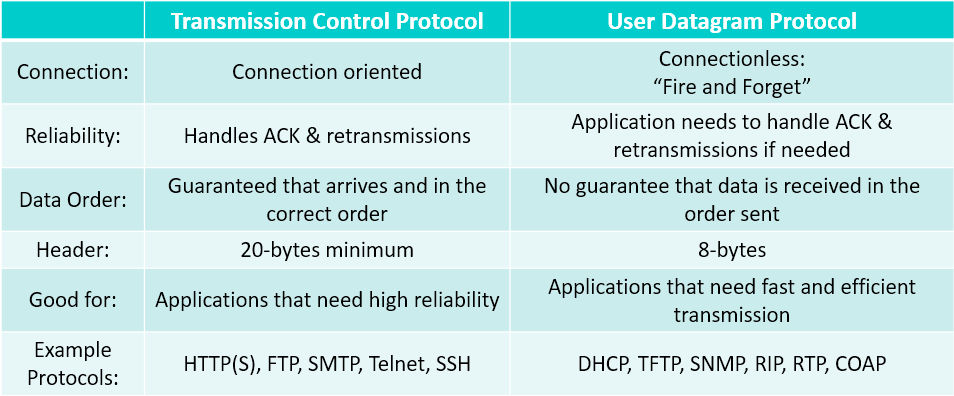 Transmission Control Protocol
User Datagram Protocol
Connection:
Connection oriented
Connectionless:
“Fire and Forget”
Reliability:
Handles ACK & retransmissions
Application needs to handle ACK &
retransmissions if needed
Data Order:
Guaranteed that arrives and in the
correct order
No guarantee that data is received in the
order sent
Header:
20-bytes minimum
8-bytes
Good for:
Applications that need high reliability
Applications that need fast and efficient
transmission
Example
Protocols:
HTTP(S), FTP, SMTP, Telnet, SSH
DHCP, TFTP, SNMP, RIP, RTP, COAP